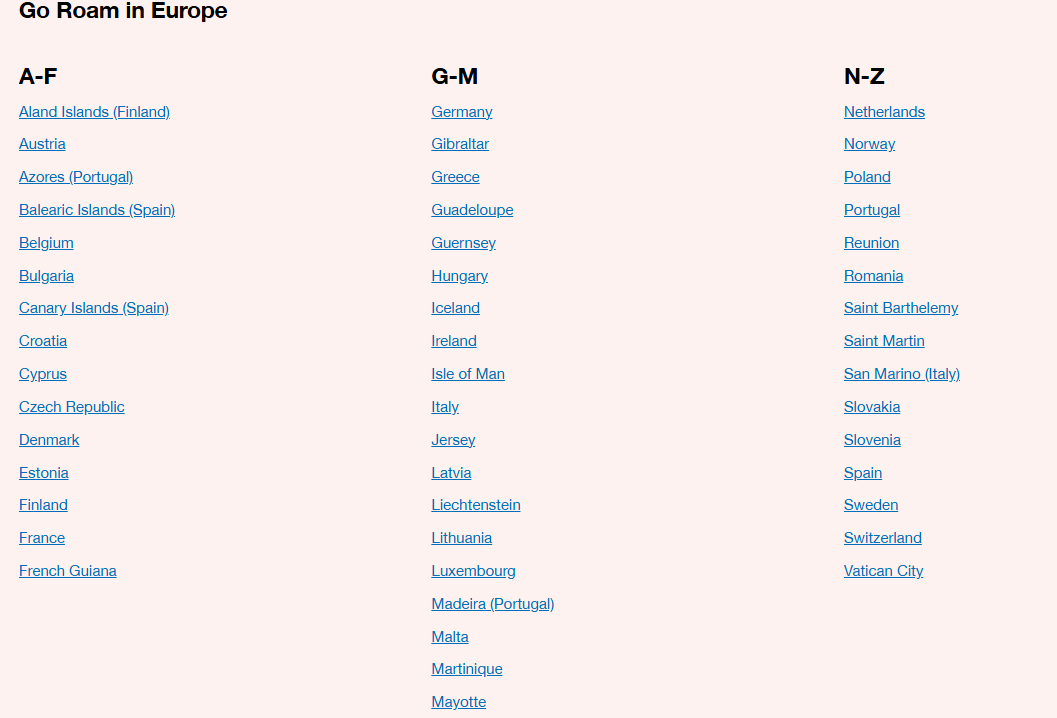 Go Roam in Europe
A-F
Aland Islands (Finland)
Austria
Azores (Portugal)
Balearic Islands (Spain)
Belgium
Bulgaria
Canary Islands (Spain)
Croatia
Cyprus
Czech Republic
Denmark
Estonia
Finland
France
French Guiana
G-M
Germany
Gibraltar
Greece
Guadeloupe
Guernsey
Hungary
Iceland
Ireland
Isle of Man
Italy
Jersey
Latvia
Liechtenstein
Lithuania
Luxembourg
Madeira (Portugal)
Malta
Martinique
Mayotte
N-Z
Netherlands
Norway
Poland
Portugal
Reunion
Romania
Saint Barthelemy
Saint Martin
San Marino (Italy)
Slovakia
Slovenia
Spain
Sweden
Switzerland
Vatican City